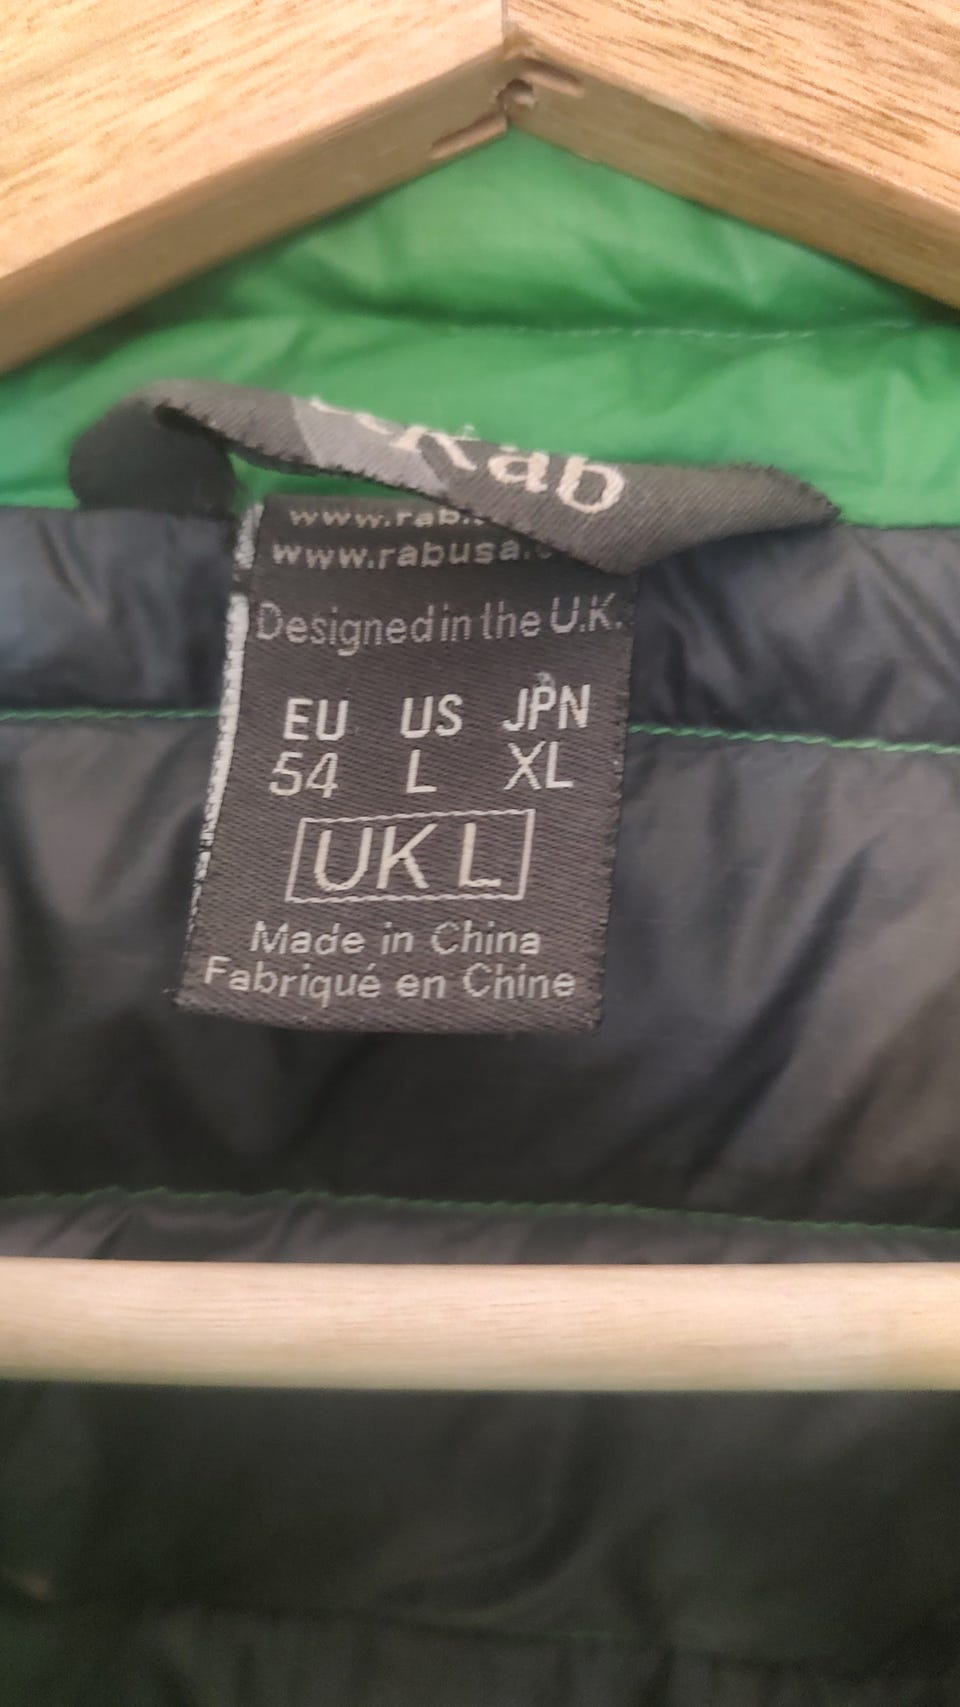 Rab
www.rab.
www.rabusa.
Designed in the U.K.
EU US JPN
54 L XL
UK L
Made in China
Fabriqué en Chine